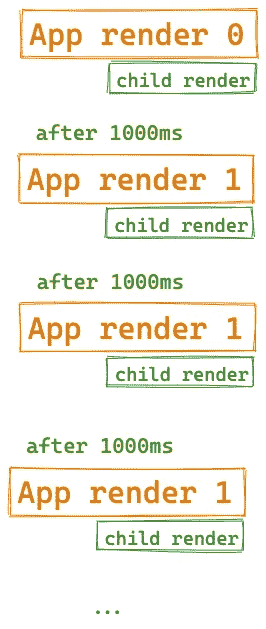 App render 0
child render
after 1000ms
App render 1
child render
after 1000ms
App render 1
child render
after 1000ms
App render 1
child render
...